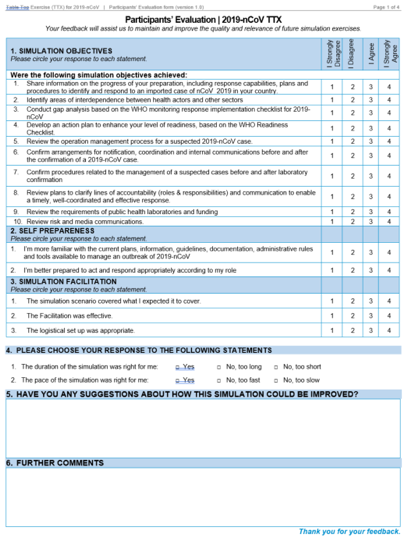 Table-Top Exercise (TTX) for 2019-nCoV | Participants' Evaluation form (version 1.0)
Page 1 of 4
Participants' Evaluation | 2019-nCoV TTX
Your feedback will assist us to maintain and improve the quality and relevance of future simulation exercises.
1. SIMULATION OBJECTIVES
Please circle your response to each statement.
I Strongly Disagree
I Disagree
I Agree
I Strongly Agree
Were the following simulation objectives achieved:
1. Share information on the progress of your preparation, including response capabilities, plans and
procedures to identify and respond to an imported case of nCoV 2019 in your country. 1 2 3 4
2. Identify areas of interdependence between health actors and other sectors 1 2 3 4
3. Conduct gap analysis based on the WHO monitoring response implementation checklist for 2019-
nCoV 1 2 3 4
4. Develop an action plan to enhance your level of readiness, based on the WHO Readiness
Checklist. 1 2 3 4
5. Review the operation management process for a suspected 2019-nCoV case. 1 2 3 4
6. Confirm arrangements for notification, coordination and internal communications before and after
the confirmation of a 2019-nCoV case. 1 2 3 4
7. Confirm procedures related to the management of a suspected cases before and after laboratory
confirmation 1 2 3 4
8. Review plans to clarify lines of accountability (roles & responsibilities) and communication to enable
a timely, well-coordinated and effective response. 1 2 3 4
9. Review the requirements of public health laboratories and funding 1 2 3 4
10. Review risk and media communications. 1 2 3 4
2. SELF PREPARENESS
Please circle your response to each statement
1. I'm more familiar with the current plans, information, guidelines, documentation, administrative rules
and tools available to manage an outbreak of 2019-nCoV 1 2 3 4
2. I'm better prepared to act and respond appropriately according to my role 1 2 3 4
3. SIMULATION FACILITATION
Please circle your response to each statement
1. The simulation scenario covered what I expected it to cover. 1 2 3 4
2. The Facilitation was effective. 1 2 3 4
3. The logistical set up was appropriate. 1 2 3 4
4. PLEASE CHOOSE YOUR RESPONSE TO THE FOLLOWING STATEMENTS
1. The duration of the simulation was right for me: □ Yes □ No, too long □ No, too short
2. The pace of the simulation was right for me: □ Yes □ No, too fast □ No, too slow
5. HAVE YOU ANY SUGGESTIONS ABOUT HOW THIS SIMULATION COULD BE IMPROVED?
6. FURTHER COMMENTS
Thank you for your feedback.